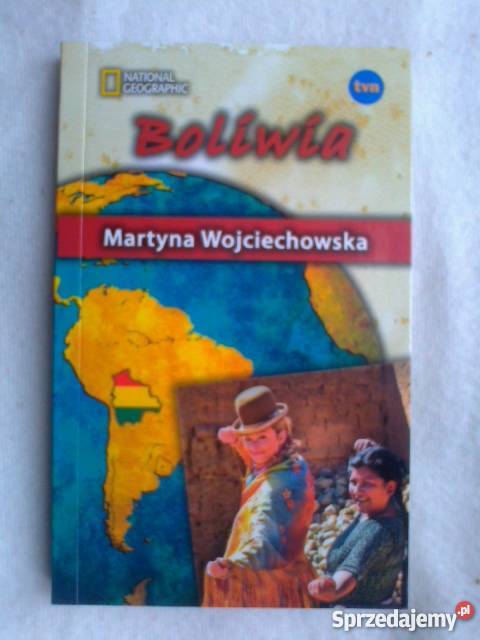 NATIONAL
GEOGRAPHIC
tvn
Boliwia
Martyna Wojciechowska
Sprzedajemy.pl